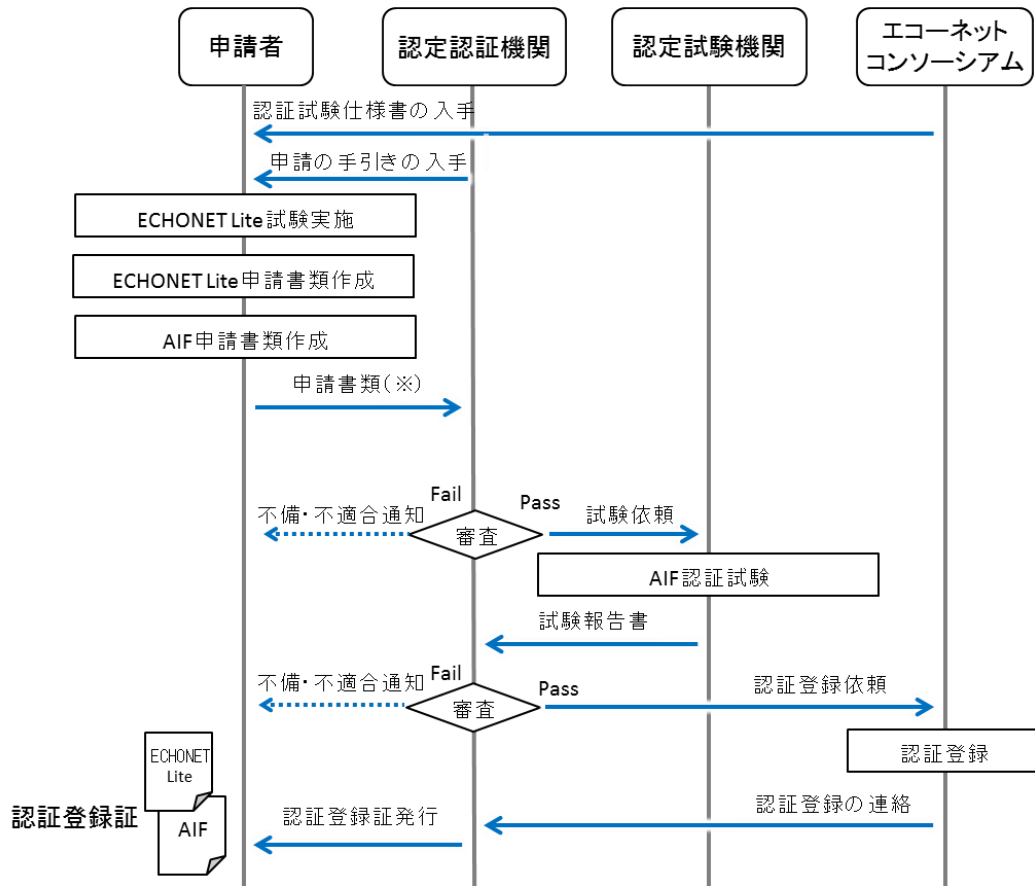 申請者
認定認証機関
認定試験機関
エコーネット
コンソーシアム
認証試験仕様書の入手
申請の手引きの入手
ECHONET Lite試験実施
ECHONET Lite申請書類作成
AIF申請書類作成
申請書類(※)
Fail
Pass
不備・不適合通知
審査
試験依頼
AIF認証試験
試験報告書
Fail
Pass
不備・不適合通知
審査
認証登録依頼
認証登録
ECHONET
Lite
認証登録証
AIF
認証登録の連絡
認証登録証発行